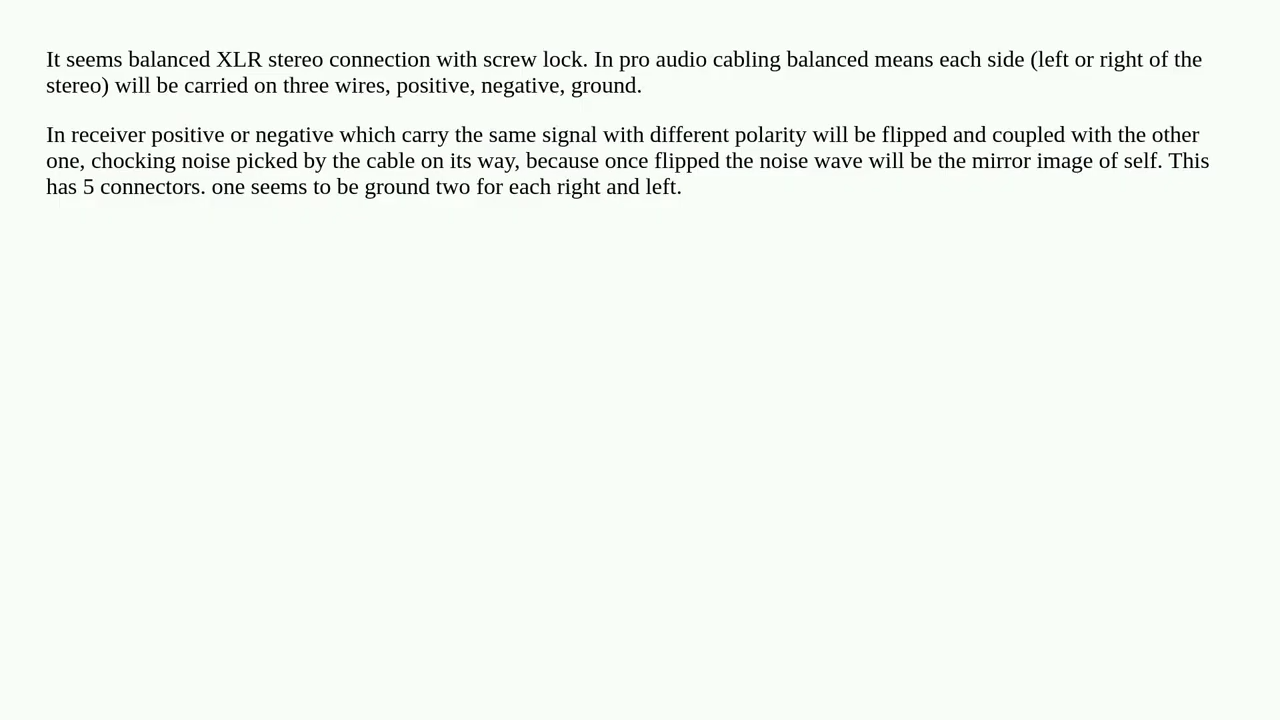 It seems balanced XLR stereo connection with screw lock. In pro audio cabling balanced means each side (left or right of the
stereo) will be carried on three wires, positive, negative, ground.
In receiver positive or negative which carry the same signal with different polarity will be flipped and coupled with the other
one, chocking noise picked by the cable on its way, because once flipped the noise wave will be the mirror image of self. This
has 5 connectors. one seems to be ground two for each right and left.